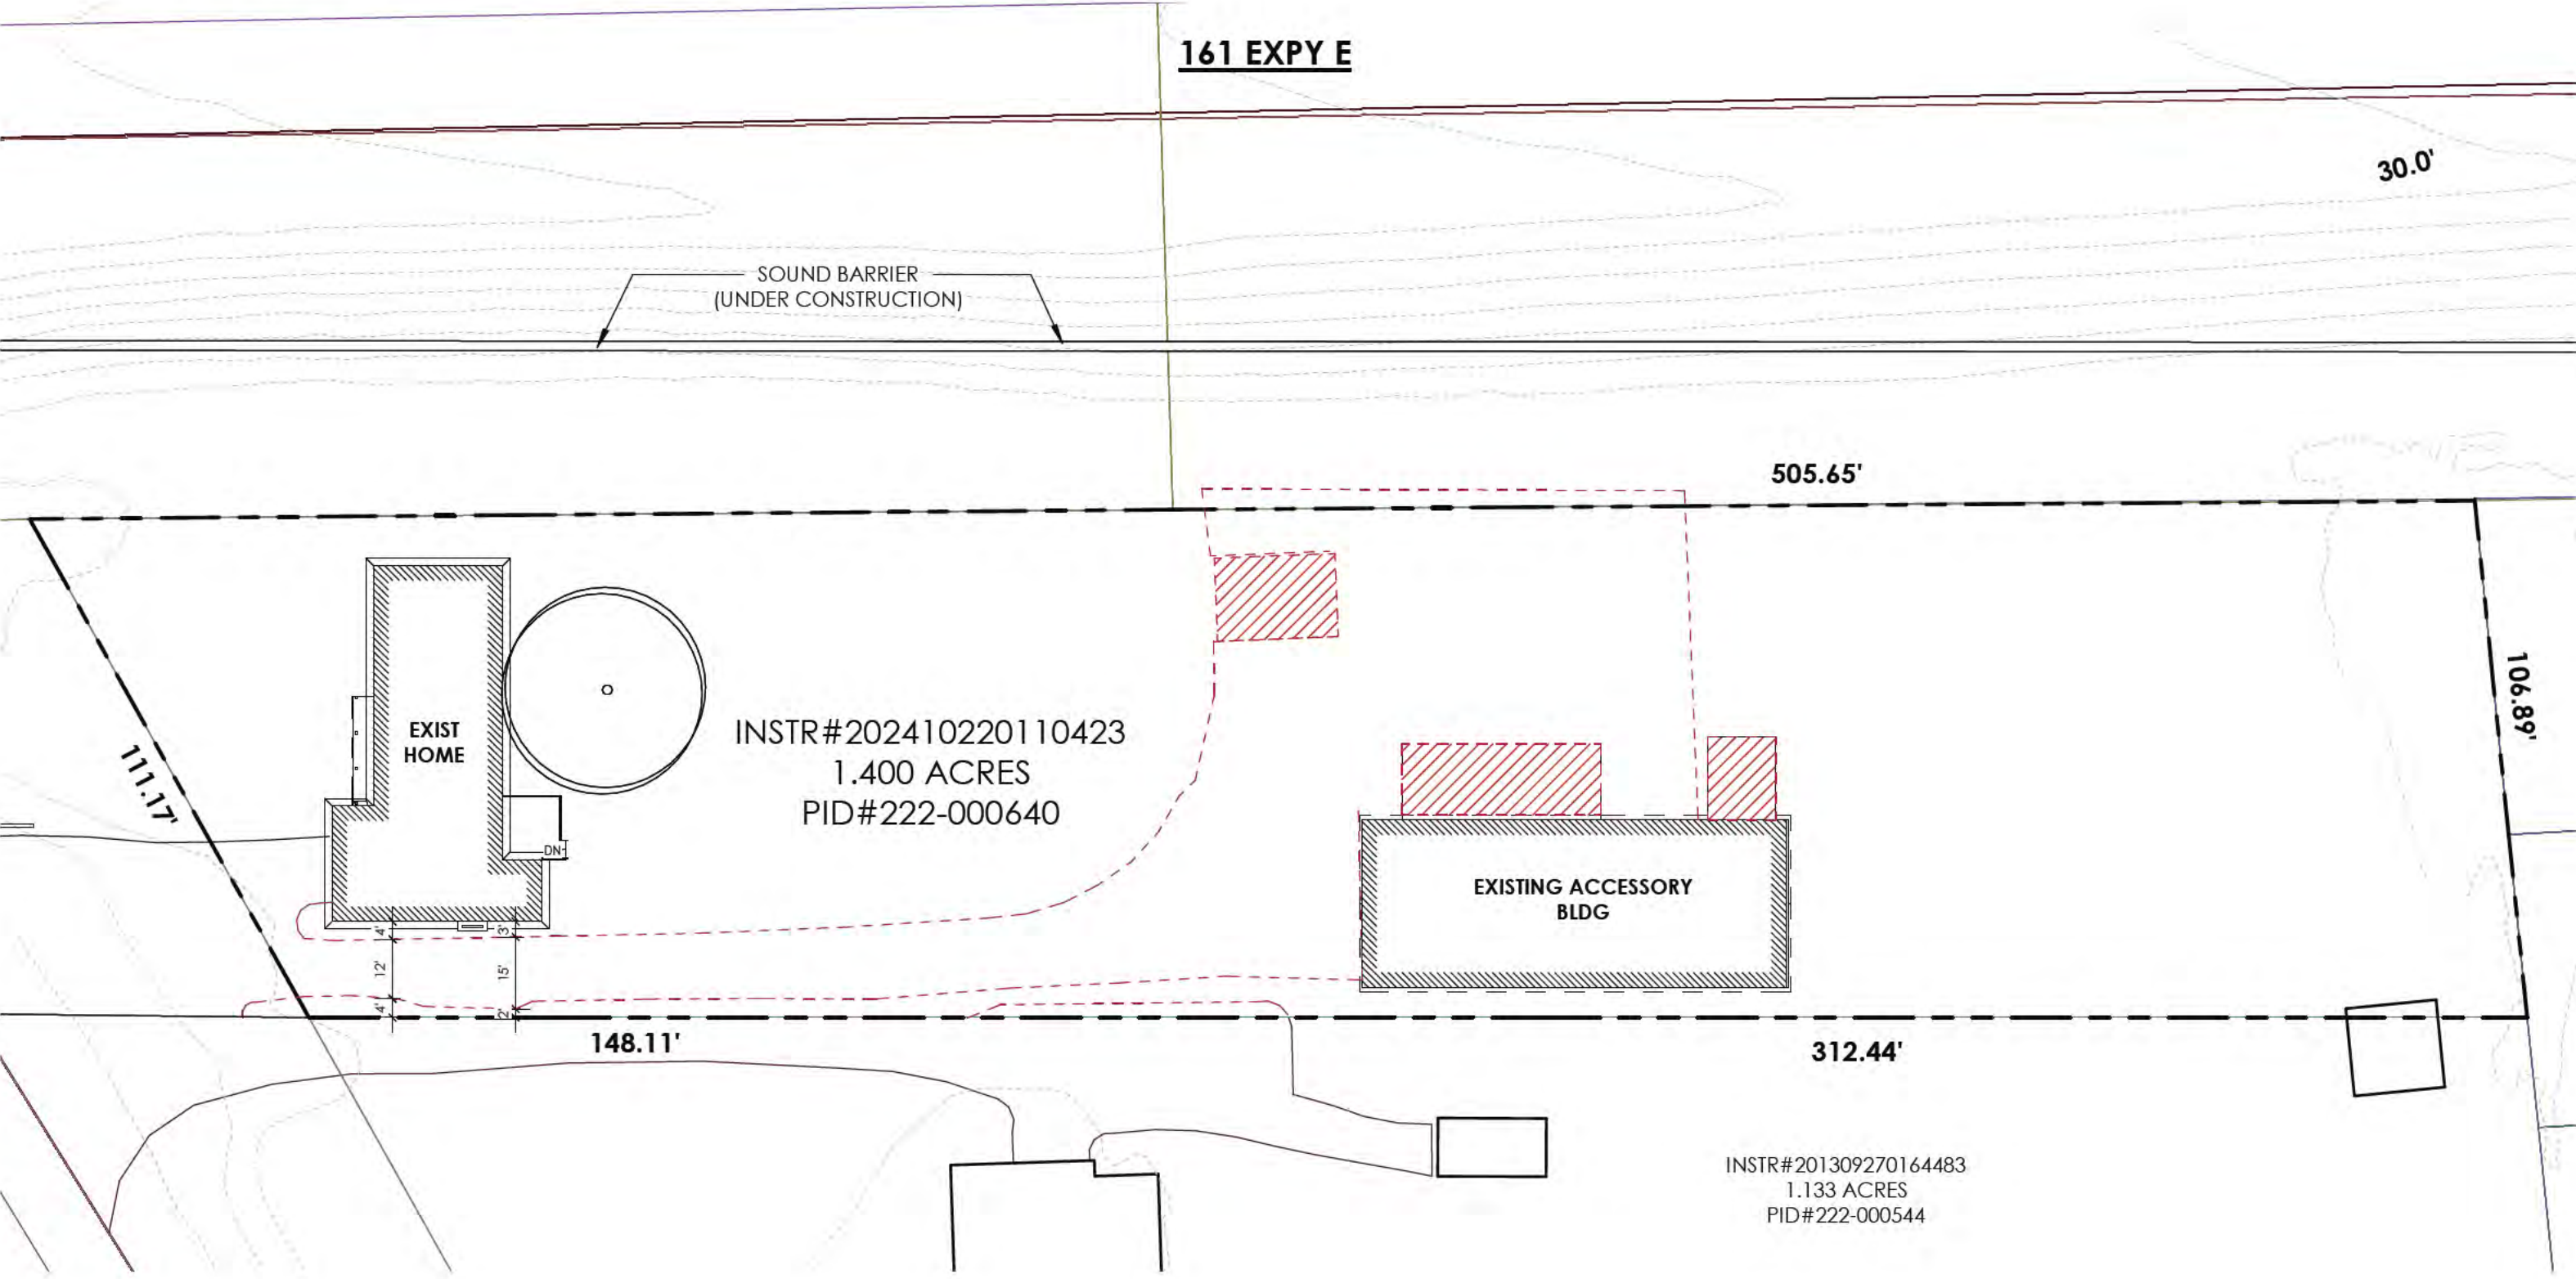 161 EXPY E
30.0'
SOUND BARRIER
(UNDER CONSTRUCTION)
505.65'
EXIST
HOME
111.17'
INSTR#202410220110423
1.400 ACRES
PID#222-000640
106.89'
DN
EXISTING ACCESSORY
BLDG
4'
3'
12'
15'
4'
2'
148.11'
312.44'
INSTR#201309270164483
1.133 ACRES
PID#222-000544